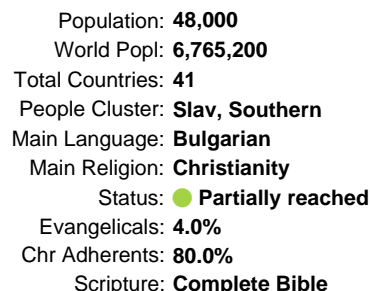 Population: 48,000
World Popl: 6,765,200
Total Countries: 41
People Cluster: Slav, Southern
Main Language: Bulgarian
Main Religion: Christianity
Status: Partially reached
Evangelicals: 4.0%
Chr Adherents: 80.0%
Scripture: Complete Bible